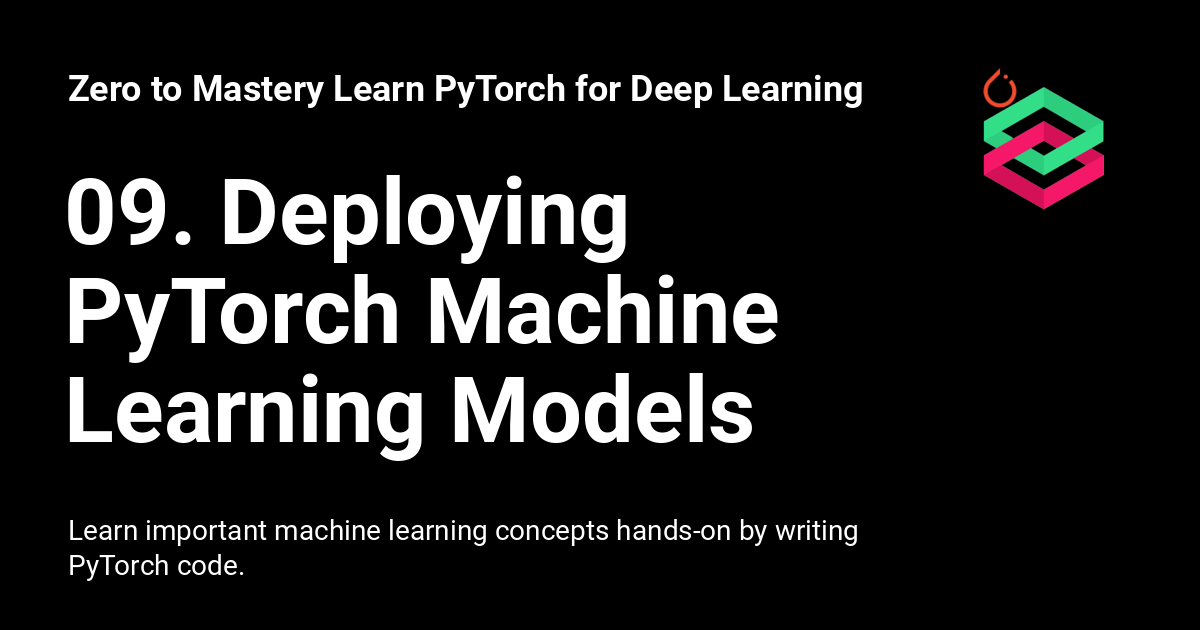 Zero to Mastery Learn PyTorch for Deep Learning
09. Deploying
PyTorch Machine
Learning Models
Learn important machine learning concepts hands-on by writing
PyTorch code.